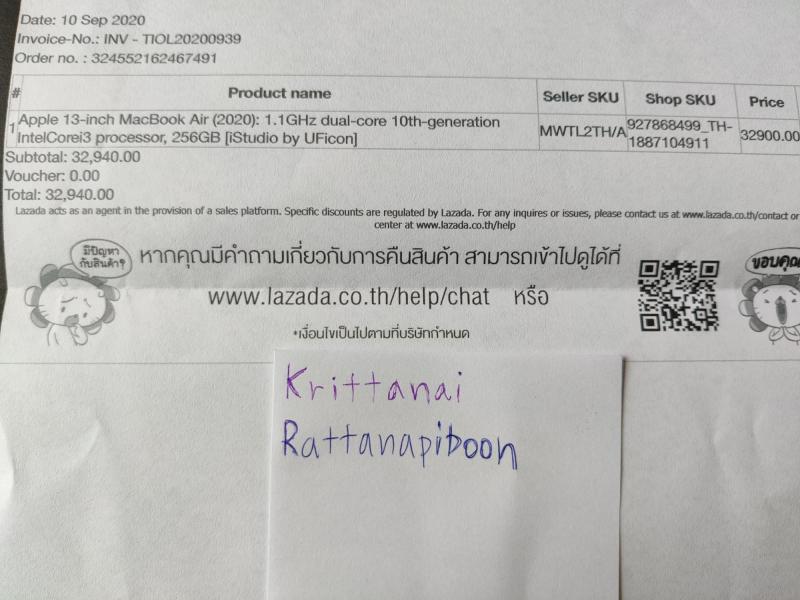 Date: 10 Sep 2020
Invoice-No.: INV - TIOL20200939
Order no. : 324552162467491
# Product name Seller SKU Shop SKU Price
1 Apple 13-inch MacBook Air (2020): 1.1GHz dual-core 10th-generation IntelCorei3 processor, 256GB [iStudio by UFicon] MWTL2TH/A 927868499_TH-1887104911 32900.00
Subtotal: 32,940.00
Voucher: 0.00
Total: 32,940.00
Lazada acts as an agent in the provision of a sales platform. Specific discounts are regulated by Lazada. For any inquires or issues, please contact us at www.lazada.co.th/contact or
center at www.lazada.co.th/help
มีปัญหา
กับสินค้า?
หากคุณมีคำถามเกี่ยวกับการคืนสินค้า สามารถเข้าไปดูได้ที่
www.lazada.co.th/help/chat หรือ
*เงื่อนไขเป็นไปตามที่บริษัทกำหนด
ขอบคุณ
Krittanai
Rattanapiboon